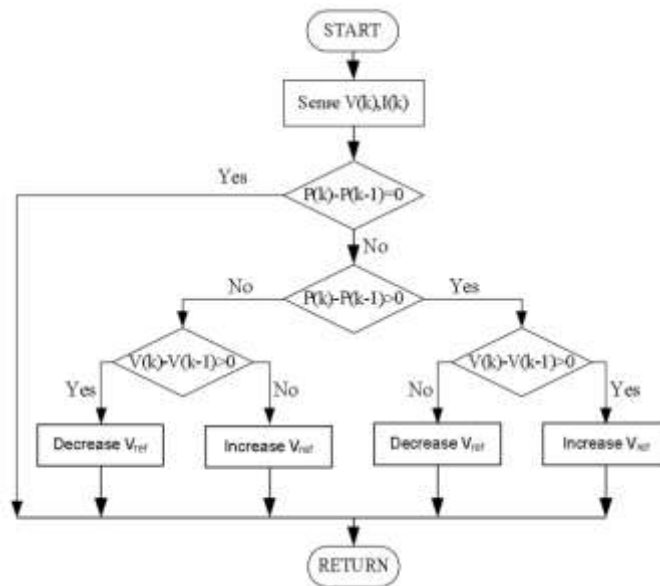 START
Sense V(k),I(k)
Yes
P(k)-P(k-1)=0
No
No
P(k)-P(k-1)>0
Yes
V(k)-V(k-1)>0
V(k)-V(k-1)>0
Yes
No
No
Yes
Decrease Vref
Increase Vref
Decrease Vref
Increase Vref
RETURN